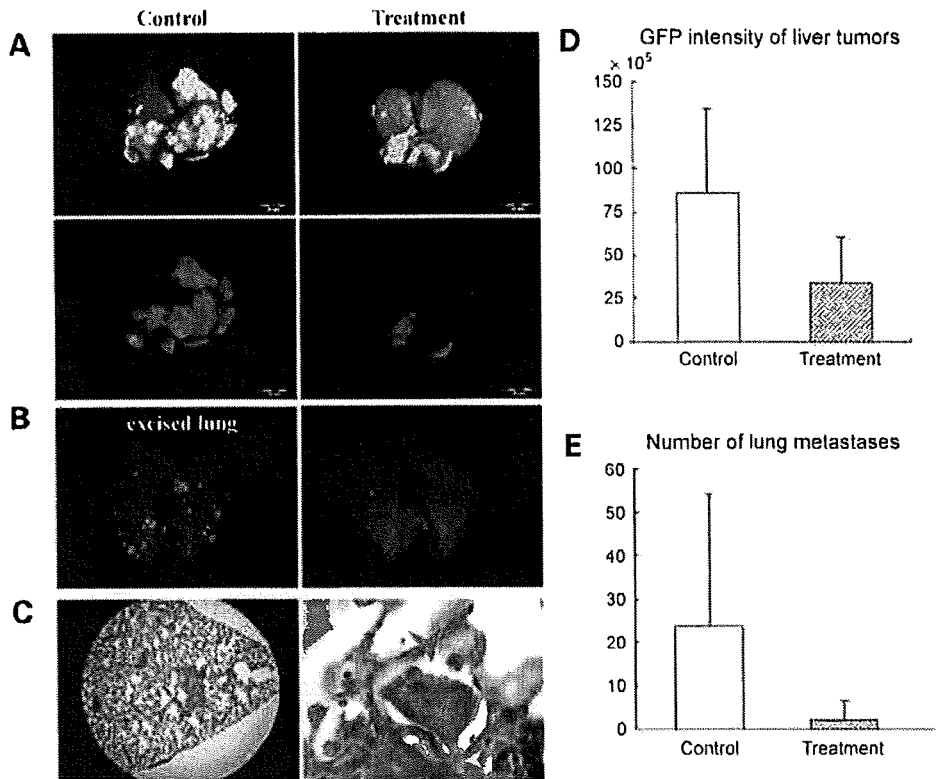 Control
Treatment
A
B
excised lung
C
D
GFP intensity of liver tumors
× 10⁵
150
125
100
75
50
25
0
Control
Treatment
E
Number of lung metastases
60
50
40
30
20
10
0
Control
Treatment